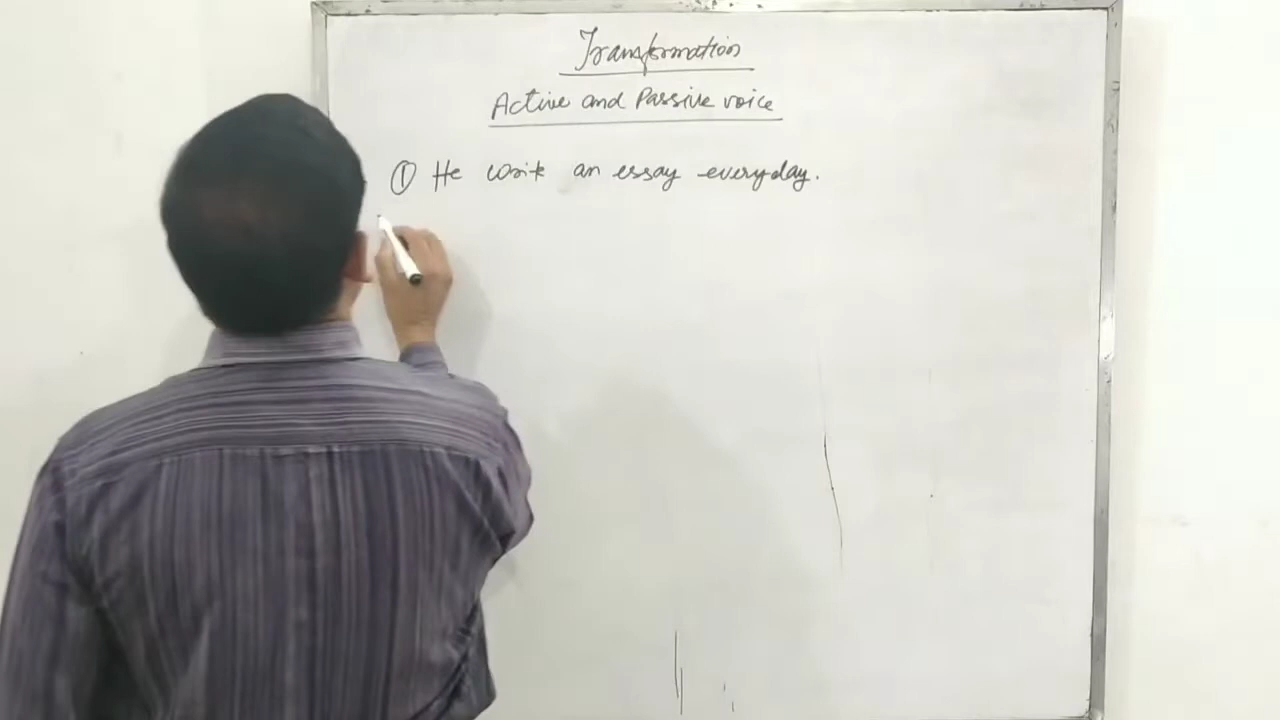 Transformation
Active and Passive voice
① He write an essay everyday.